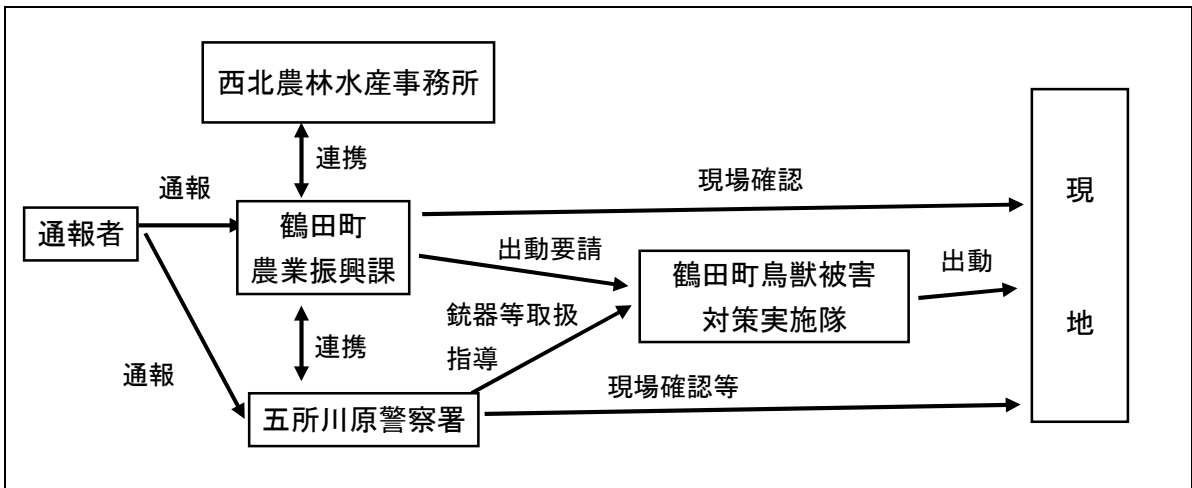 西北農林水産事務所
連携
通報
現場確認
通報者
鶴田町
農業振興課
出動要請
鶴田町鳥獣被害
対策実施隊
出動
現
地
銃器等取扱
指導
連携
通報
現場確認等
五所川原警察署